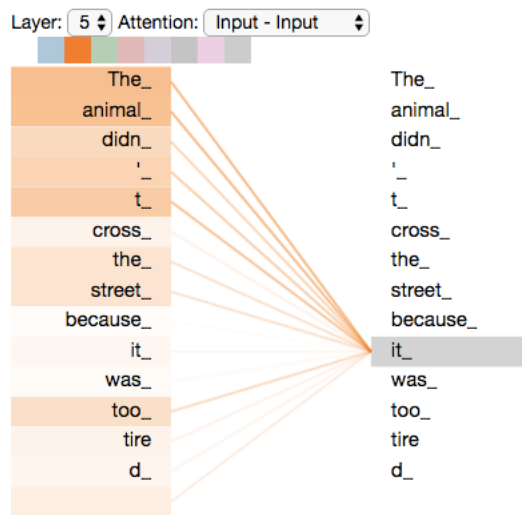 Layer: 5 Attention: Input - Input
The_ The_
animal_ animal_
didn_ didn_
'_ '_
t_ t_
cross_ cross_
the_ the_
street_ street_
because_ because_
it_ it_
was_ was_
too_ too_
tire tire
d_ d_